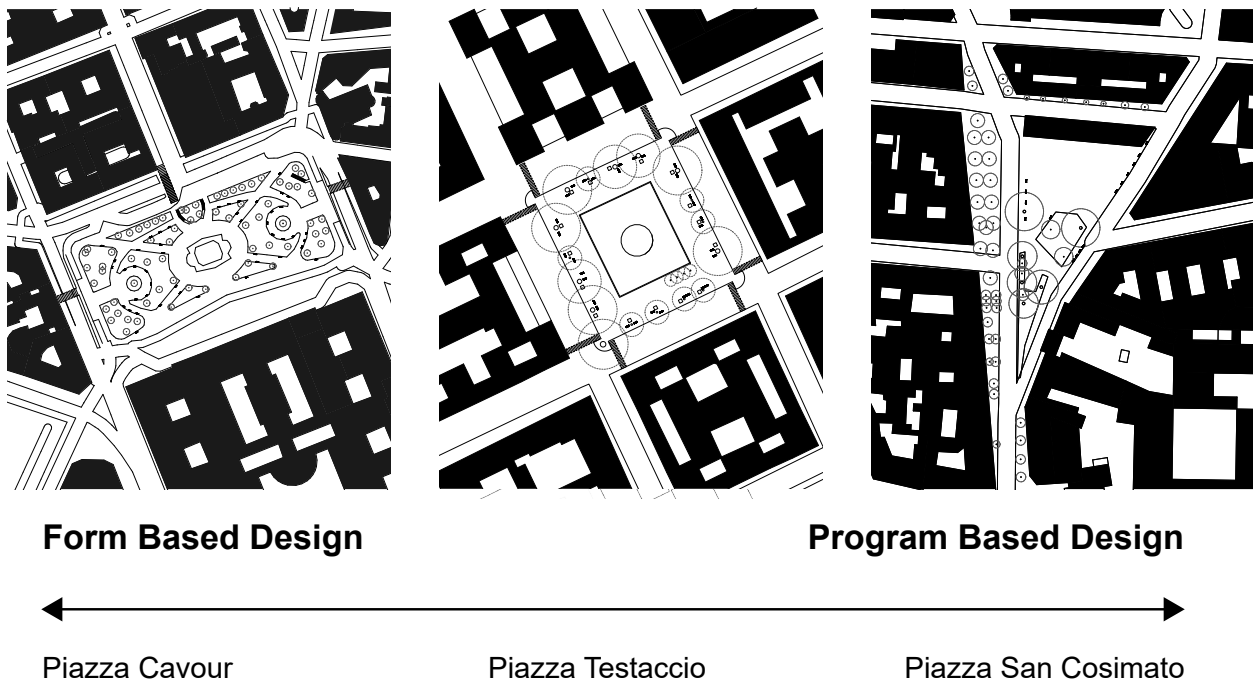 Form Based Design
Program Based Design
Piazza Cavour
Piazza Testaccio
Piazza San Cosimato